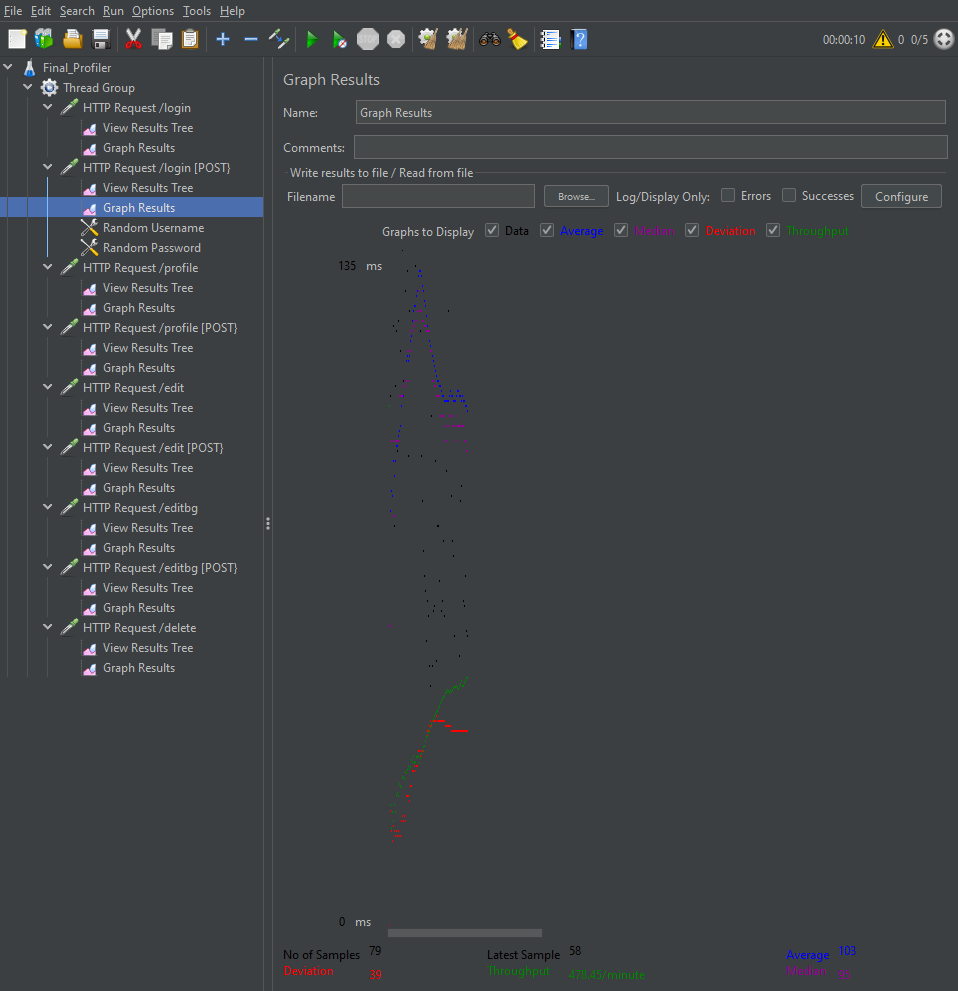 File Edit Search Run Options Tools Help
00:00:10 0 0/5
Final_Profiler
Thread Group
HTTP Request /login
View Results Tree
Graph Results
HTTP Request /login [POST}
View Results Tree
Graph Results
Random Username
Random Password
HTTP Request /profile
View Results Tree
Graph Results
HTTP Request /profile [POST}
View Results Tree
Graph Results
HTTP Request /edit
View Results Tree
Graph Results
HTTP Request /edit [POST}
View Results Tree
Graph Results
HTTP Request /editbg
View Results Tree
Graph Results
HTTP Request /editbg [POST}
View Results Tree
Graph Results
HTTP Request /delete
View Results Tree
Graph Results
Graph Results
Name: Graph Results
Comments:
Write results to file / Read from file
Filename Browse... Log/Display Only: Errors Successes Configure
Graphs to Display Data Average Median Deviation Throughput
135 ms
0 ms
No of Samples 79 Latest Sample 58 Average 103
Deviation 39 Throughput 478.45/minute Median